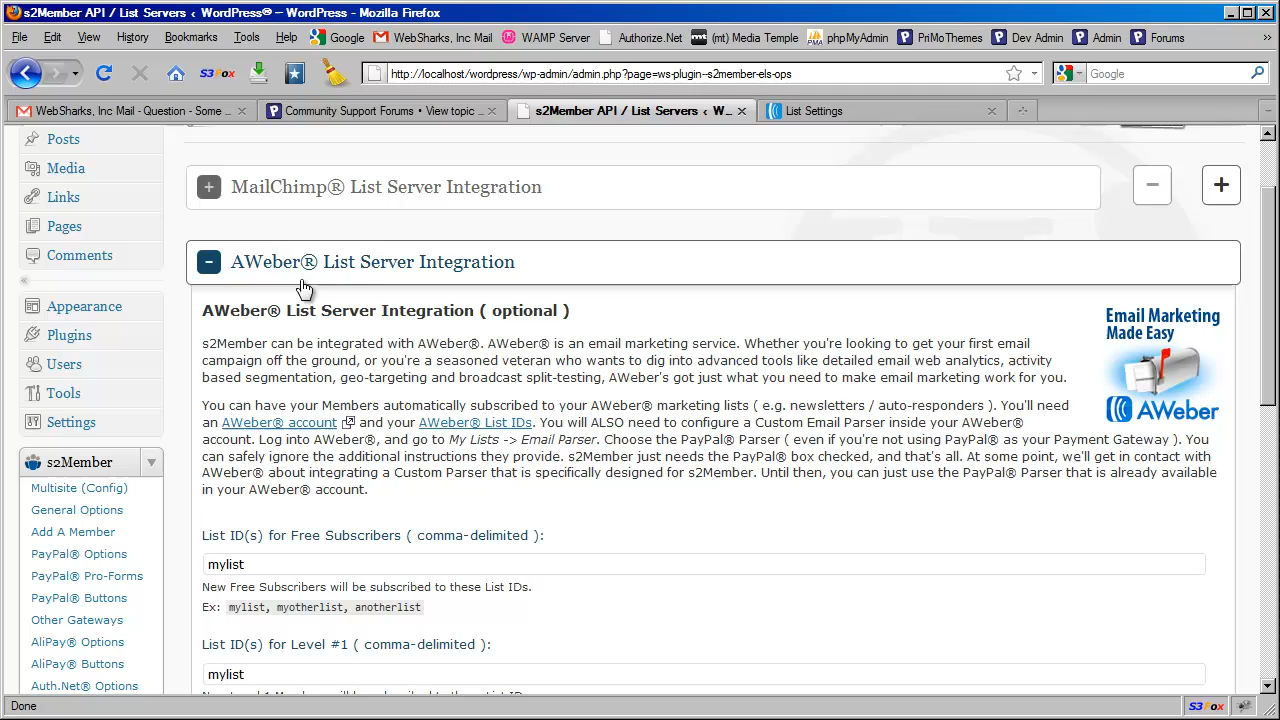 s2Member API / List Servers ‹ WordPress® — WordPress - Mozilla Firefox
File Edit View History Bookmarks Tools Help Google WebSharks, Inc Mail WAMP Server Authorize.Net (mt) Media Temple phpMyAdmin PriMoThemes Dev Admin Admin Forums »
S3Fox http://localhost/wordpress/wp-admin/admin.php?page=ws-plugin--s2member-els-ops Google
WebSharks, Inc Mail - Question - Some ... Community Support Forums • View topic ... s2Member API / List Servers ‹ W... List Settings
Posts
Media
Links
Pages
Comments
Appearance
Plugins
Users
Tools
Settings
s2Member
Multisite (Config)
General Options
Add A Member
PayPal® Options
PayPal® Pro-Forms
PayPal® Buttons
Other Gateways
AliPay® Options
AliPay® Buttons
Auth.Net® Options
MailChimp® List Server Integration
AWeber® List Server Integration
AWeber® List Server Integration ( optional )
s2Member can be integrated with AWeber®. AWeber® is an email marketing service. Whether you're looking to get your first email
campaign off the ground, or you're a seasoned veteran who wants to dig into advanced tools like detailed email web analytics, activity
based segmentation, geo-targeting and broadcast split-testing, AWeber's got just what you need to make email marketing work for you.
Email Marketing
Made Easy
AWeber
You can have your Members automatically subscribed to your AWeber® marketing lists ( e.g. newsletters / auto-responders ). You'll need
an AWeber® account and your AWeber® List IDs. You will ALSO need to configure a Custom Email Parser inside your AWeber®
account. Log into AWeber®, and go to My Lists -> Email Parser. Choose the PayPal® Parser ( even if you're not using PayPal® as your Payment Gateway ). You
can safely ignore the additional instructions they provide. s2Member just needs the PayPal® box checked, and that's all. At some point, we'll get in contact with
AWeber® about integrating a Custom Parser that is specifically designed for s2Member. Until then, you can just use the PayPal® Parser that is already available
in your AWeber® account.
List ID(s) for Free Subscribers ( comma-delimited ):
mylist
New Free Subscribers will be subscribed to these List IDs.
Ex: mylist, myotherlist, anotherlist
List ID(s) for Level #1 ( comma-delimited ):
mylist
Done S3Fox